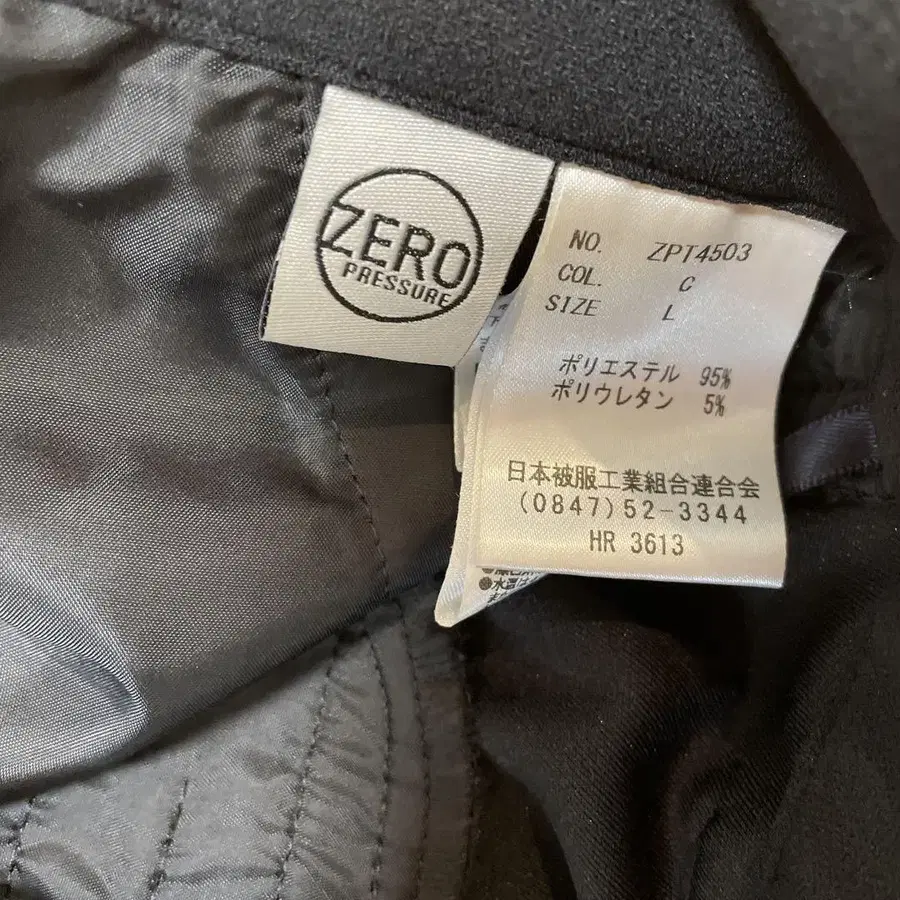 ZERO
PRESSURE
NO. ZPT4503
COL. C
SIZE L
ポリエステル 95%
ポリウレタン 5%
日本被服工業組合連合会
(0847)52-3344
HR 3613